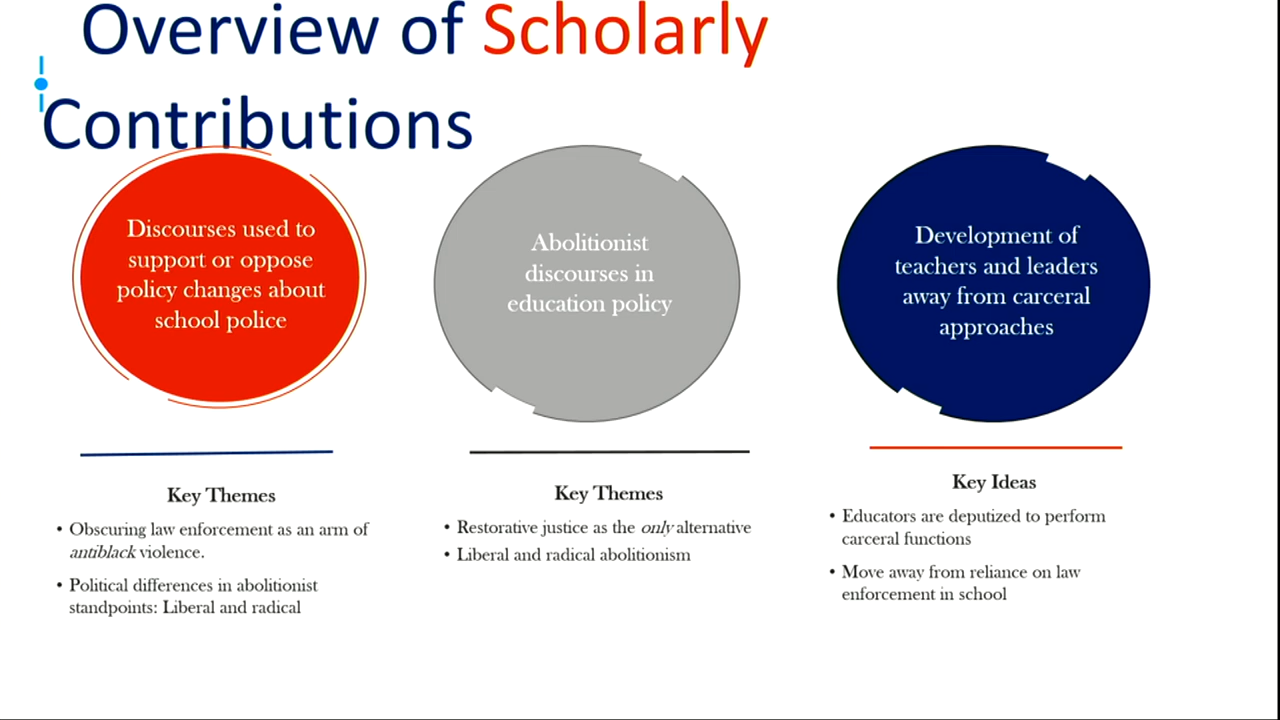 Overview of Scholarly
Contributions
Discourses used to
support or oppose
policy changes about
school police
Abolitionist
discourses in
education policy
Development of
teachers and leaders
away from carceral
approaches
Key Themes
• Obscuring law enforcement as an arm of
antiblack violence.
• Political differences in abolitionist
standpoints: Liberal and radical
Key Themes
• Restorative justice as the only alternative
• Liberal and radical abolitionism
Key Ideas
• Educators are deputized to perform
carceral functions
• Move away from reliance on law
enforcement in school